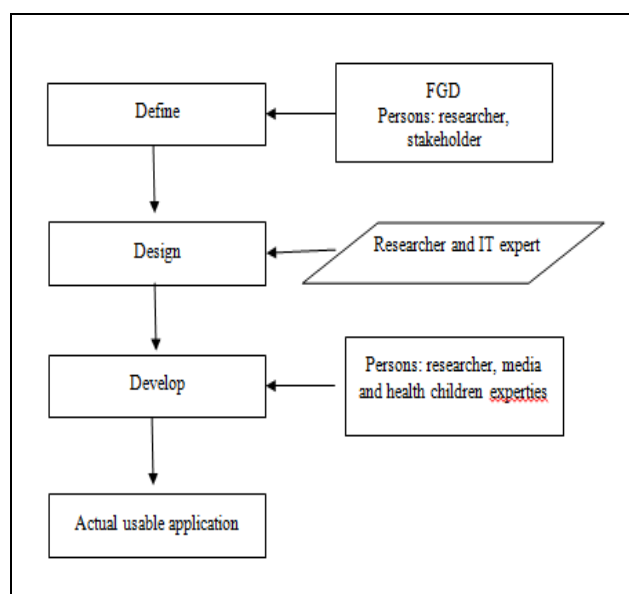 Define
FGD
Persons: researcher,
stakeholder
Design
Researcher and IT expert
Develop
Persons: researcher, media
and health children experties
Actual usable application